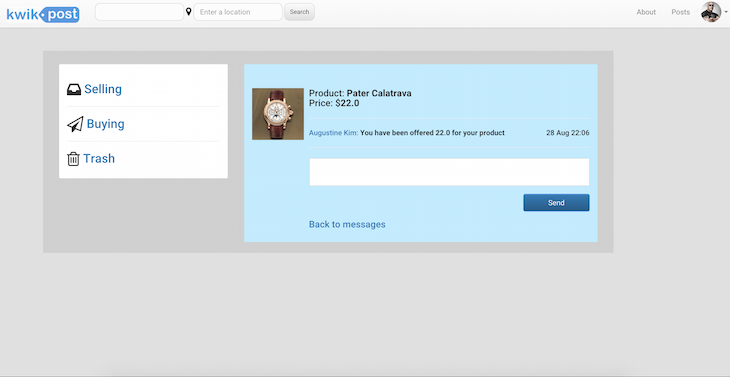 kwik post
Enter a location
Search
About
Posts
Selling
Buying
Trash
Product: Pater Calatrava
Price: $22.0
Augustine Kim: You have been offered 22.0 for your product
28 Aug 22:06
Send
Back to messages